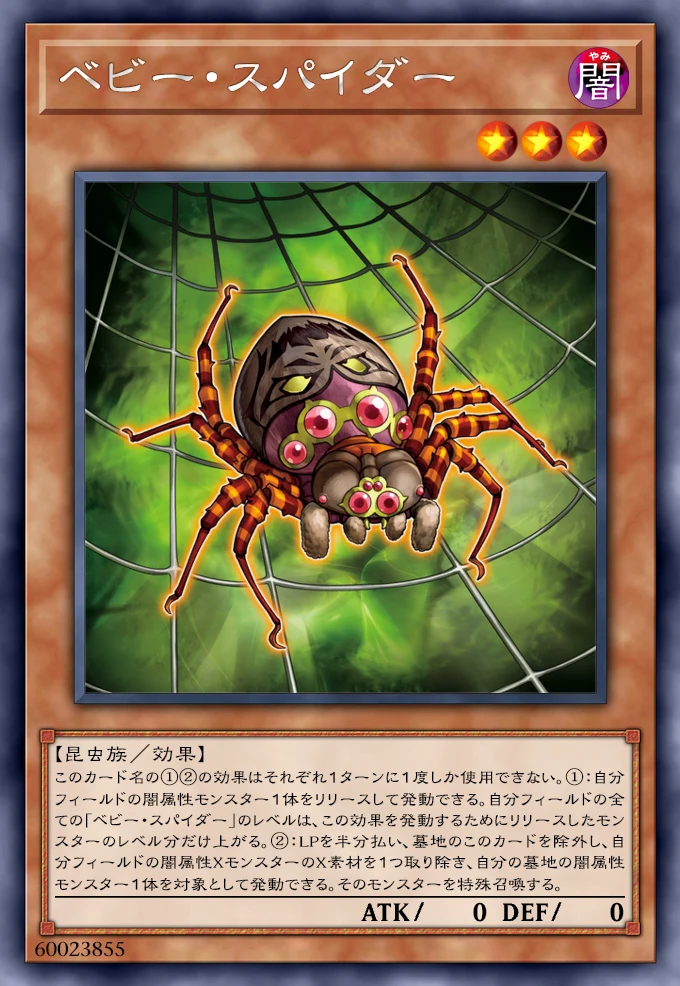 ベビー・スパイダー
やみ
闇
【昆虫族／効果】
このカード名の①②の効果はそれぞれ1ターンに1度しか使用できない。①：自分
フィールドの闇属性モンスター1体をリリースして発動できる。自分フィールドの全
ての「ベビー・スパイダー」のレベルは、この効果を発動するためにリリースしたモン
スターのレベル分だけ上がる。②：LPを半分払い、墓地のこのカードを除外し、自
分フィールドの闇属性XモンスターのX素材を1つ取り除き、自分の墓地の闇属性
モンスター1体を対象として発動できる。そのモンスターを特殊召喚する。
ATK/ 0 DEF/ 0
60023855